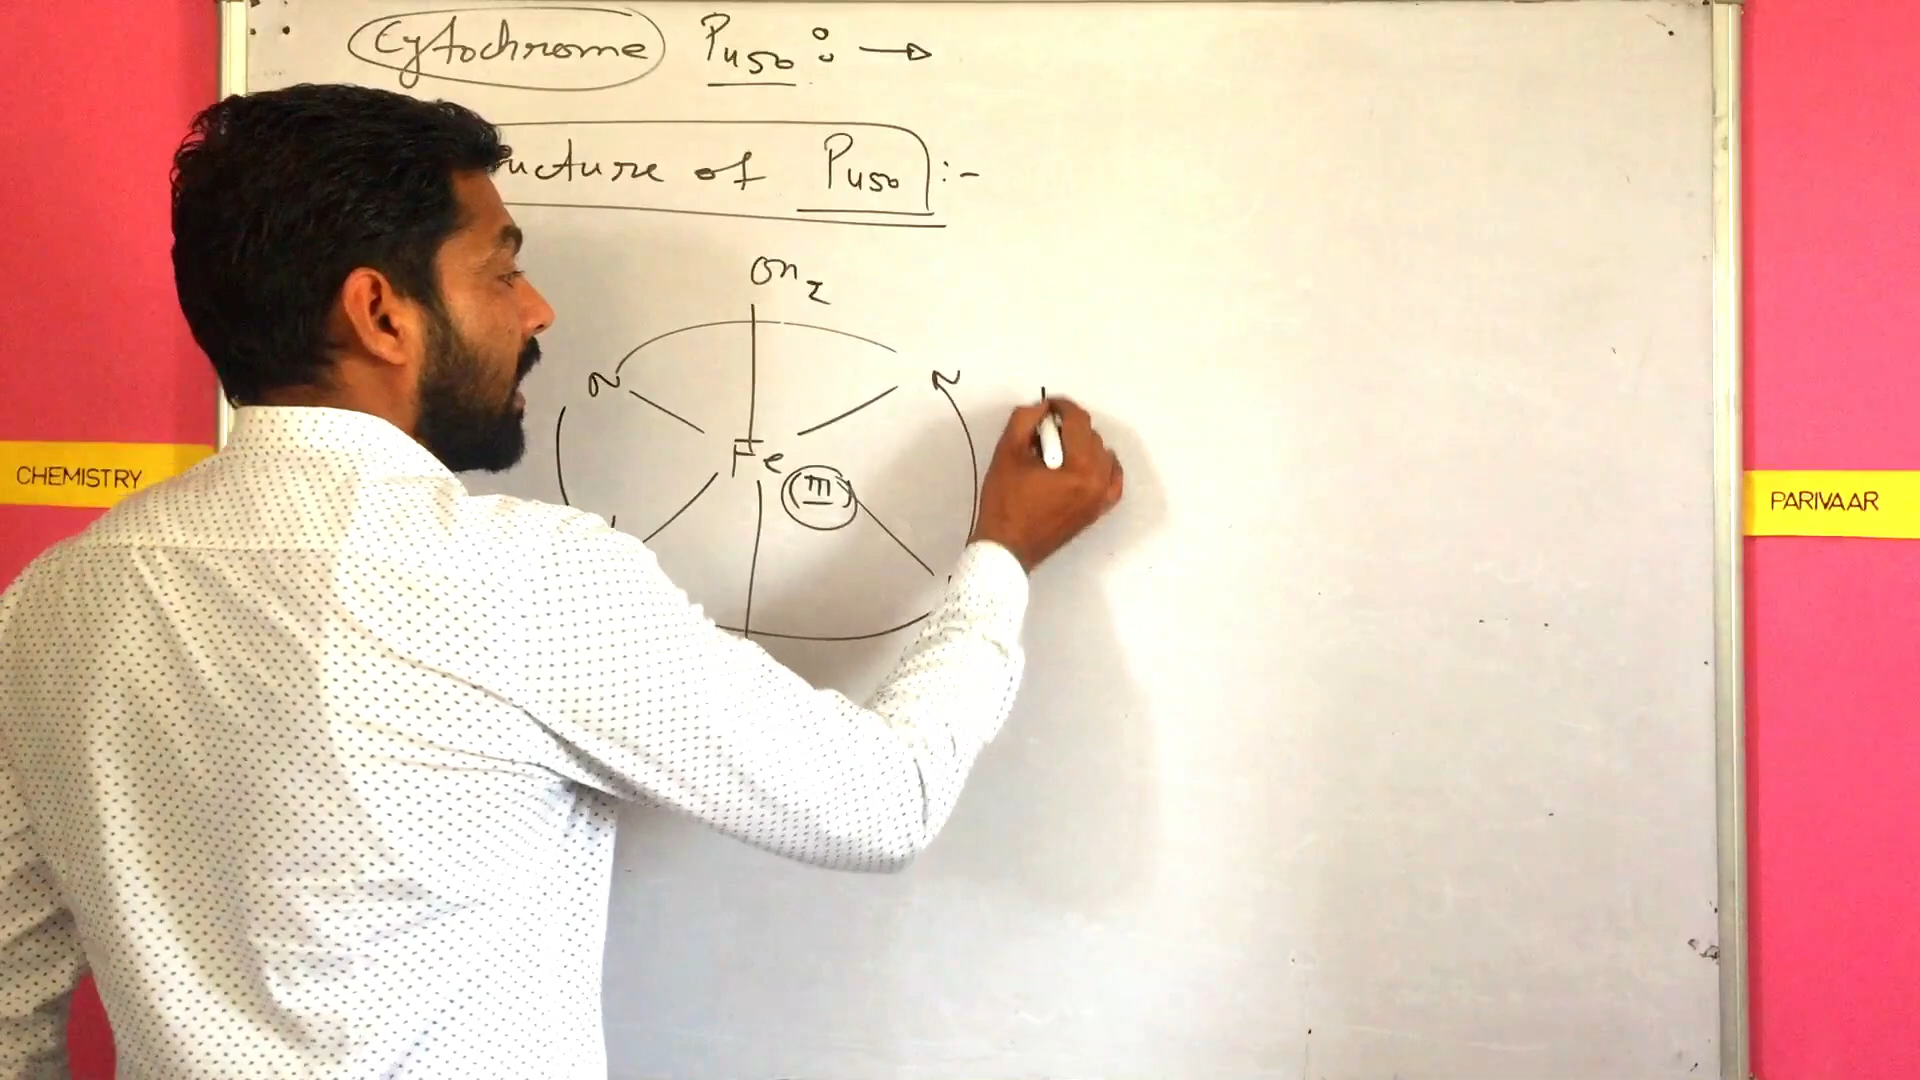 Cytochrome P450 : →
ucture of P450 :-
OH2
N N
Fe (III)
CHEMISTRY
PARIVAAR